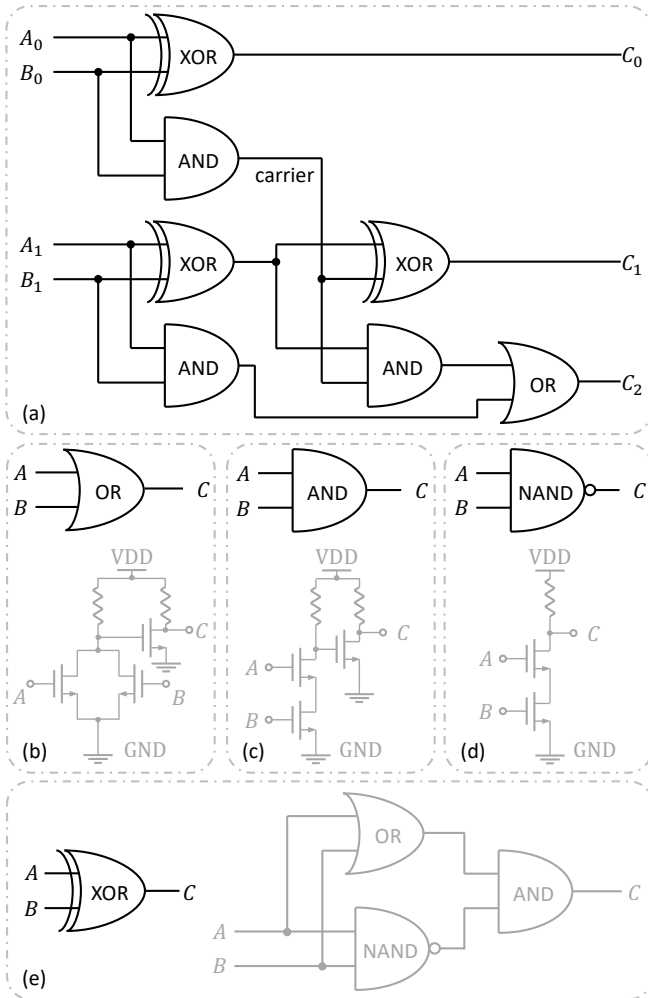 A₀ XOR C₀
B₀
AND
carrier
A₁ XOR XOR C₁
B₁
AND AND OR C₂
(a)
A OR C
B
VDD
C
A B
(b) GND
A AND C
B
VDD
C
A
B
(c) GND
A NAND C
B
VDD
C
A
B
(d) GND
A XOR C
B
OR
AND C
A
NAND
B
(e)